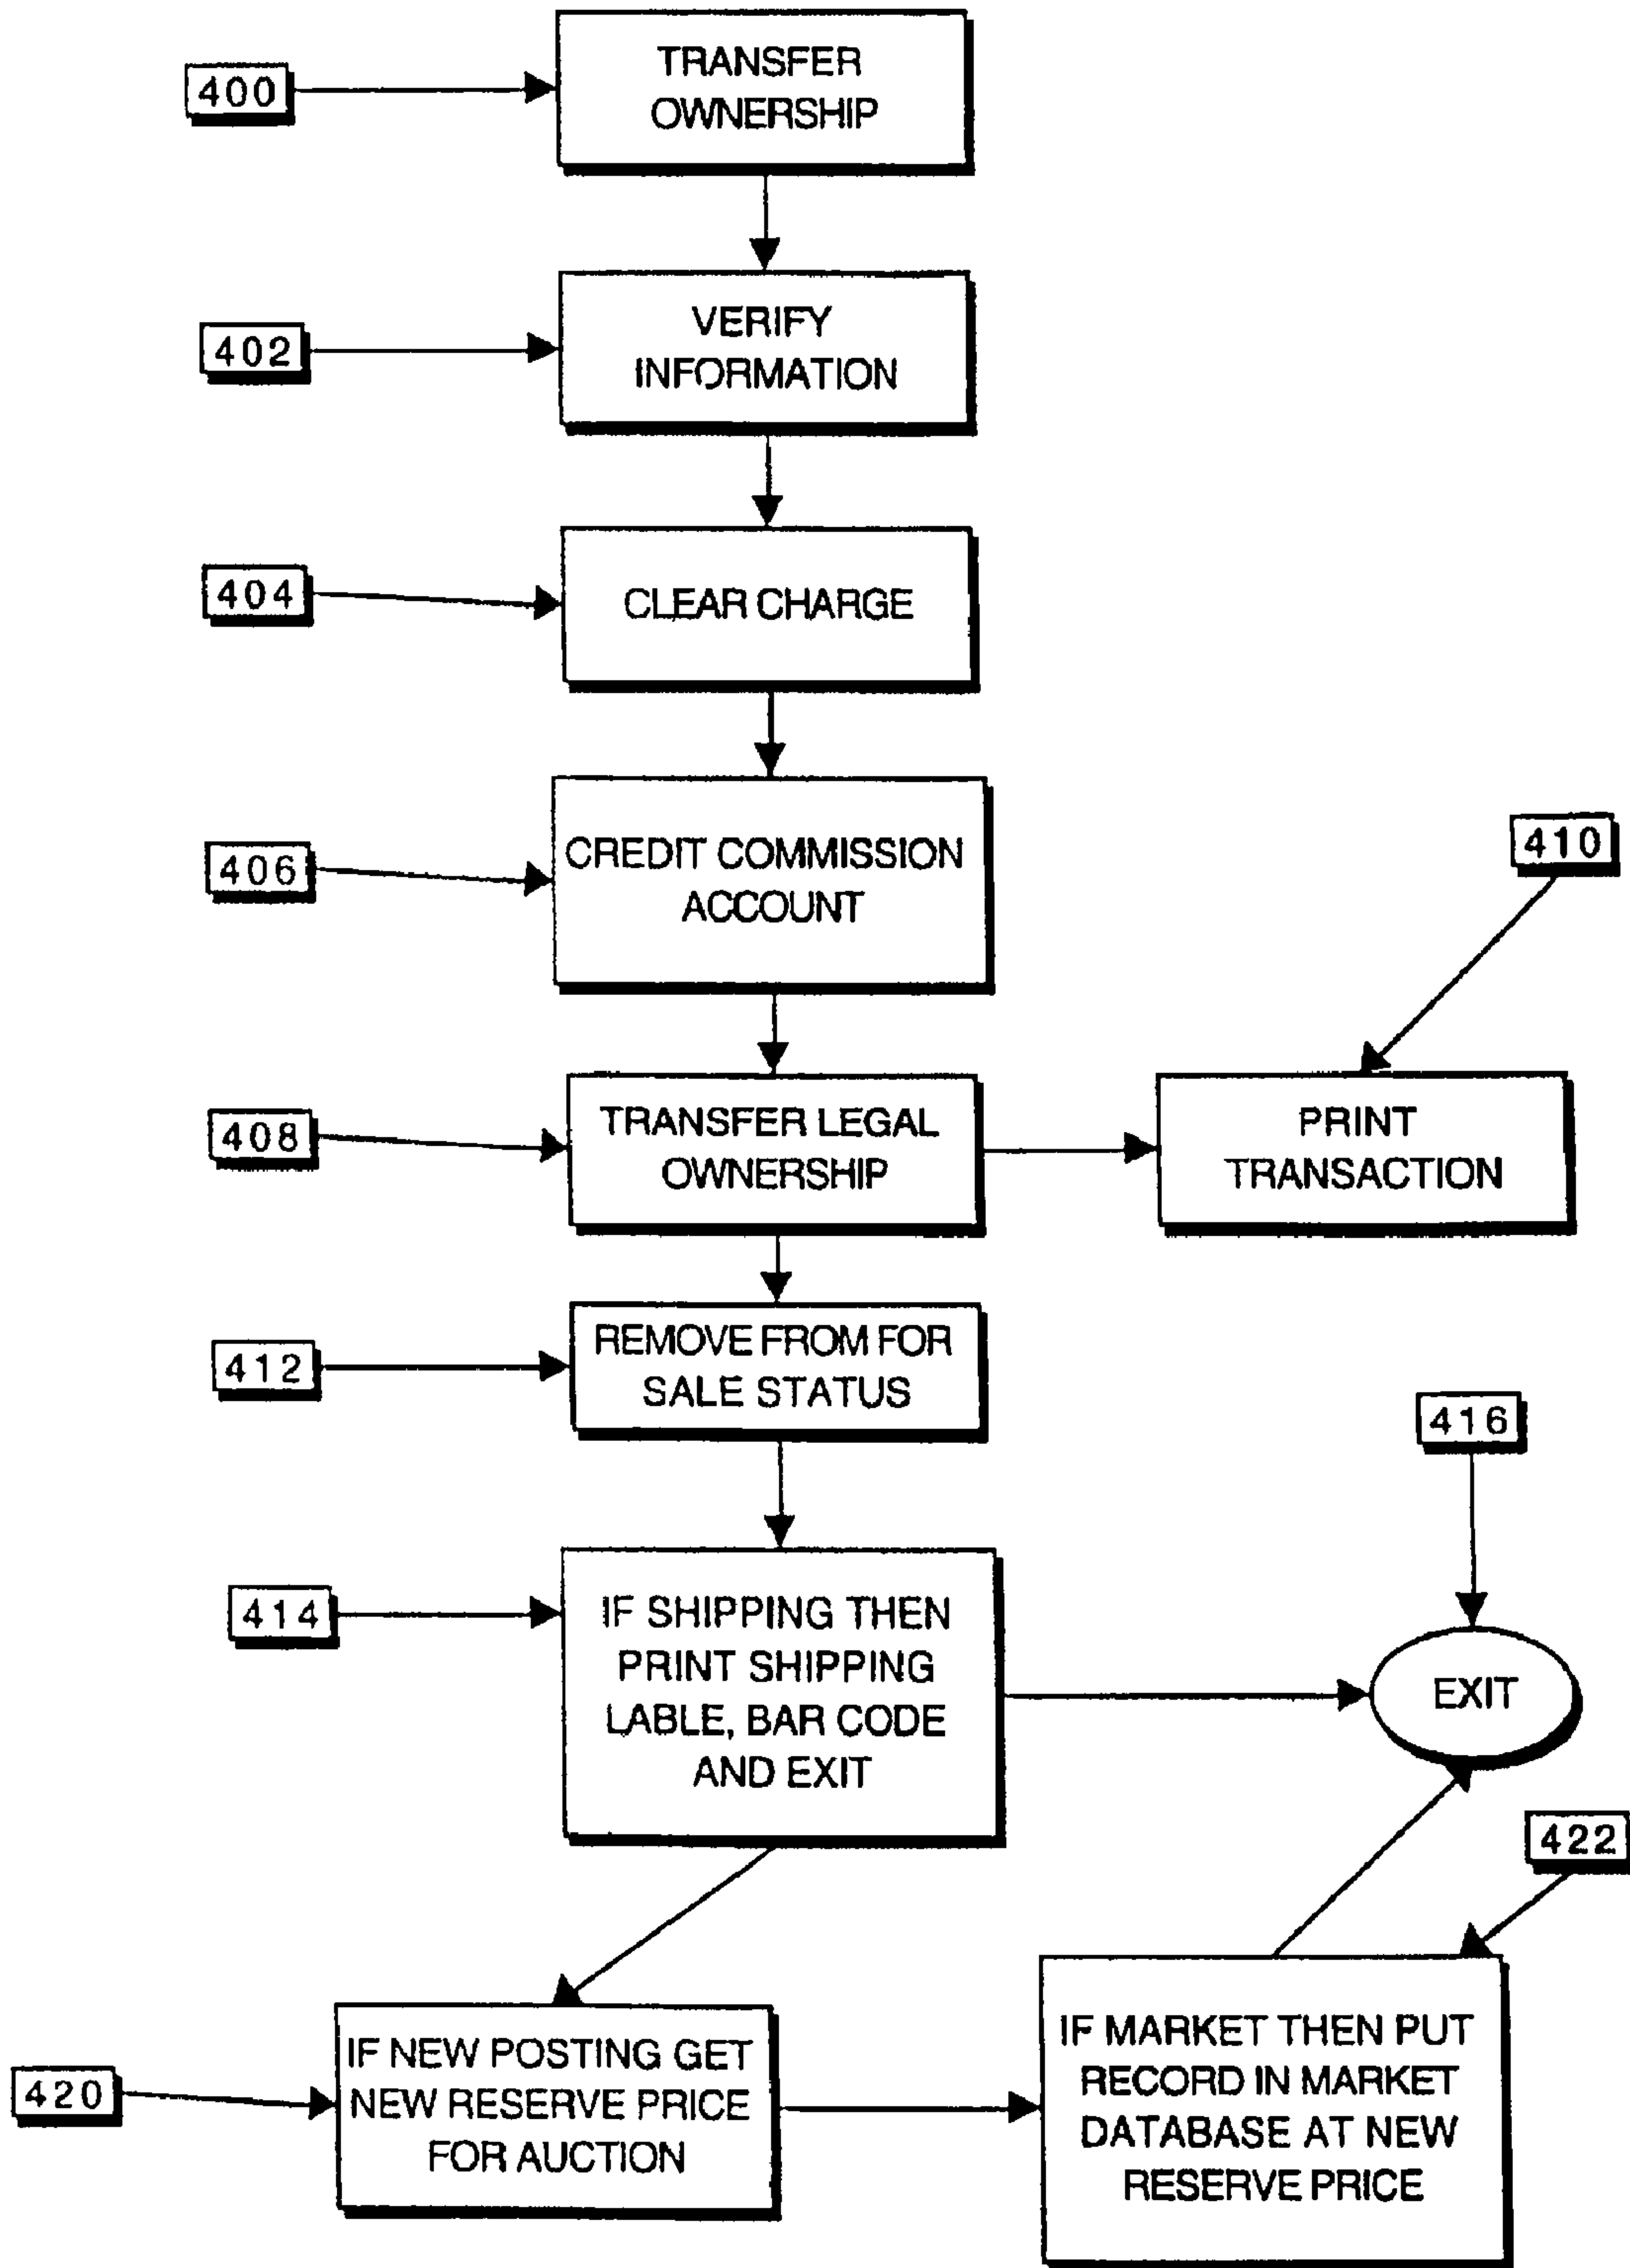 400
TRANSFER
OWNERSHIP
402
VERIFY
INFORMATION
404
CLEAR CHARGE
406
CREDIT COMMISSION
ACCOUNT
410
408
TRANSFER LEGAL
OWNERSHIP
PRINT
TRANSACTION
412
REMOVE FROM FOR
SALE STATUS
416
414
IF SHIPPING THEN
PRINT SHIPPING
LABLE, BAR CODE
AND EXIT
EXIT
422
420
IF NEW POSTING GET
NEW RESERVE PRICE
FOR AUCTION
IF MARKET THEN PUT
RECORD IN MARKET
DATABASE AT NEW
RESERVE PRICE